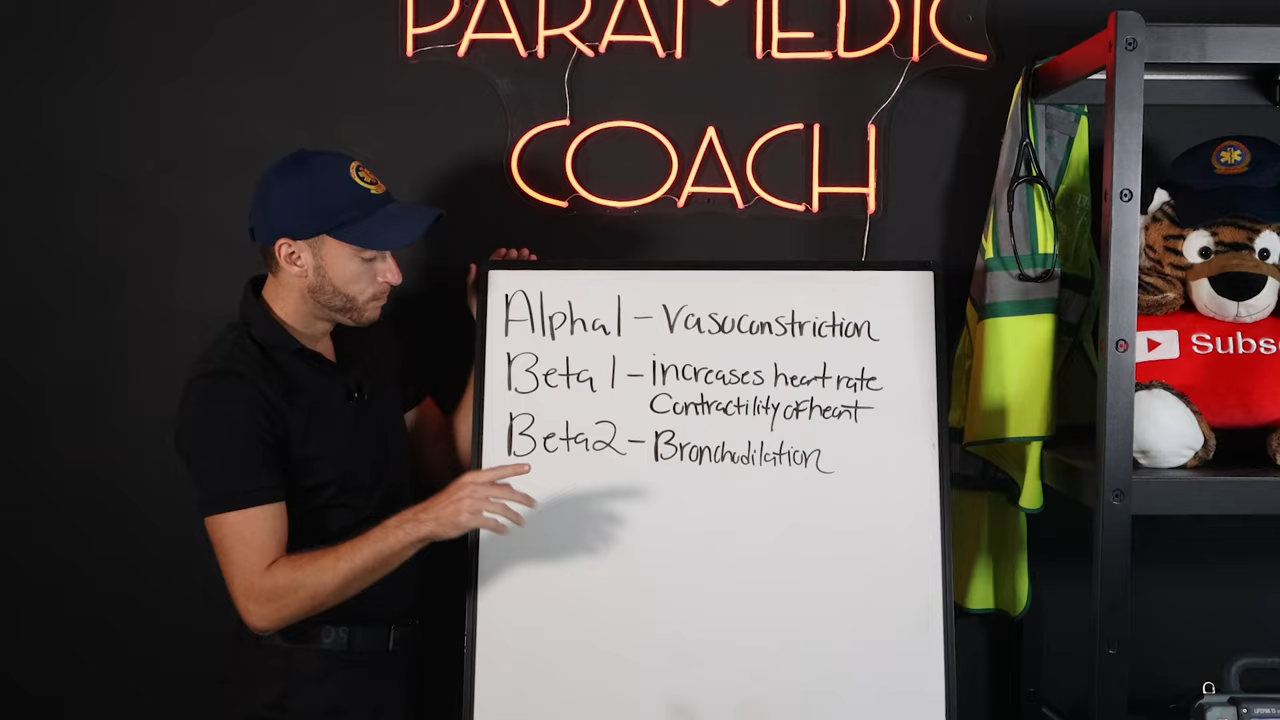 PARAMEDIC
COACH
Alpha1 - Vasoconstriction
Beta 1 - increases heart rate
Contractility of heart
Beta2 - Bronchodilation
Subs